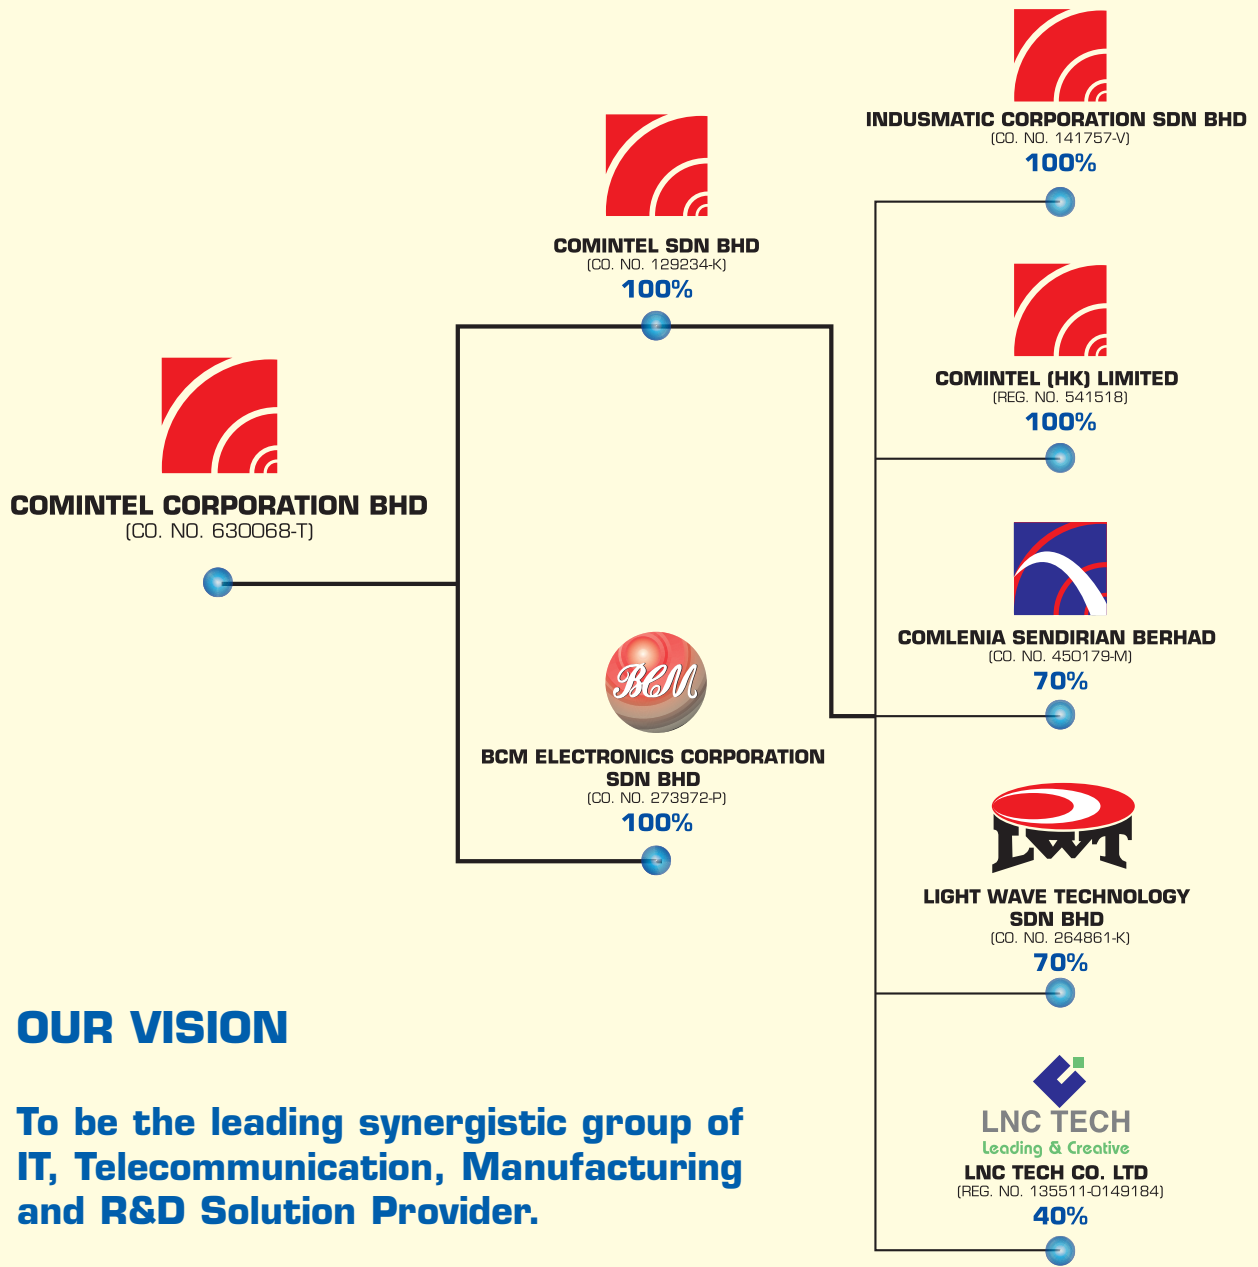 COMINTEL CORPORATION BHD
(CO. NO. 630068-T)
COMINTEL SDN BHD
(CO. NO. 129234-K)
100%
BCM
BCM ELECTRONICS CORPORATION
SDN BHD
(CO. NO. 273972-P)
100%
INDUSMATIC CORPORATION SDN BHD
(CO. NO. 141757-V)
100%
COMINTEL (HK) LIMITED
(REG. NO. 541518)
100%
COMLENIA SENDIRIAN BERHAD
(CO. NO. 450179-M)
70%
LWT
LIGHT WAVE TECHNOLOGY
SDN BHD
(CO. NO. 264861-K)
70%
LNC TECH
Leading & Creative
LNC TECH CO. LTD
(REG. NO. 135511-0149184)
40%
OUR VISION
To be the leading synergistic group of
IT, Telecommunication, Manufacturing
and R&D Solution Provider.